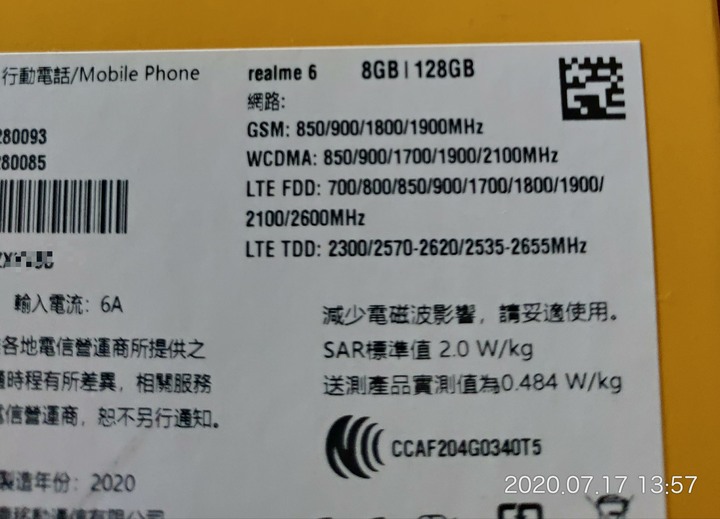 行動電話/Mobile Phone
280093
80085
輸入電流: 6A
各地電信營運商所提供之
時程有所差異, 相關服務
信營運商, 恕不另行通知。
製造年份: 2020
realme 6 8GB | 128GB
網路:
GSM: 850/900/1800/1900MHz
WCDMA: 850/900/1700/1900/2100MHz
LTE FDD: 700/800/850/900/1700/1800/1900/
2100/2600MHz
LTE TDD: 2300/2570-2620/2535-2655MHz
減少電磁波影響, 請妥適使用。
SAR標準值 2.0 W/kg
送測產品實測值為0.484 W/kg
CCAF204G0340T5
2020.07.17 13:57